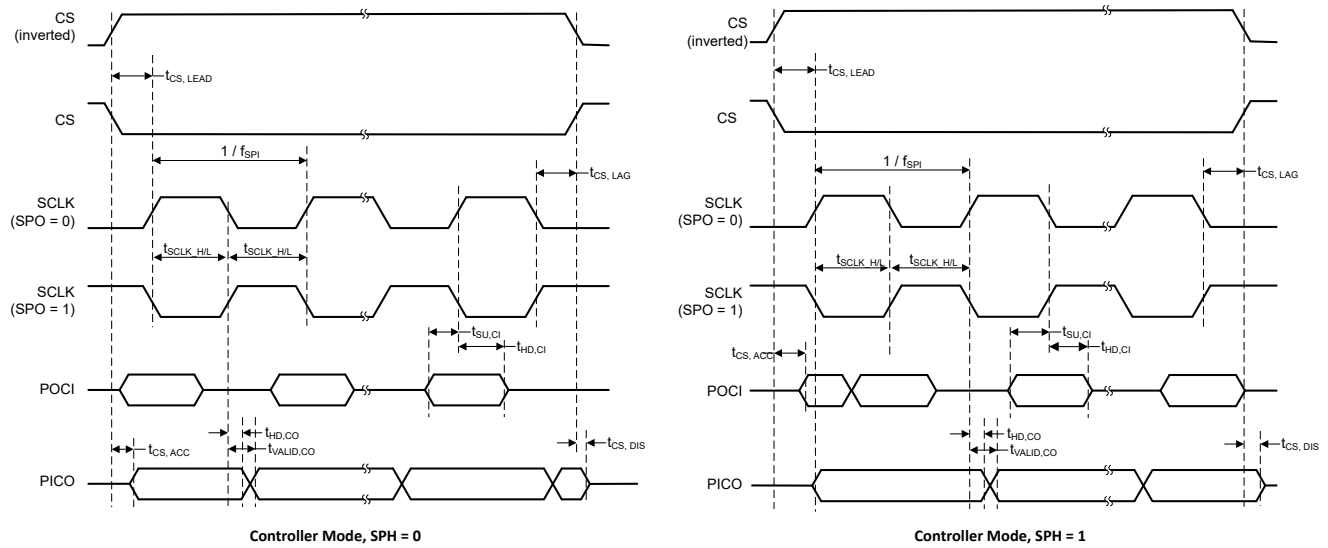 CS
(inverted)
tCS, LEAD
CS
1 / fSPI
tCS, LAG
SCLK
(SPO = 0)
tSCLK_H/L
tSCLK_H/L
SCLK
(SPO = 1)
tSU,CI
tHD,CI
POCI
tHD,CO
tCS, ACC
tVALID,CO
tCS, DIS
PICO
Controller Mode, SPH = 0
CS
(inverted)
tCS, LEAD
CS
1 / fSPI
tCS, LAG
SCLK
(SPO = 0)
tSCLK_H/L
tSCLK_H/L
SCLK
(SPO = 1)
tSU,CI
tHD,CI
tCS, ACC
POCI
tHD,CO
tVALID,CO
tCS, DIS
PICO
Controller Mode, SPH = 1